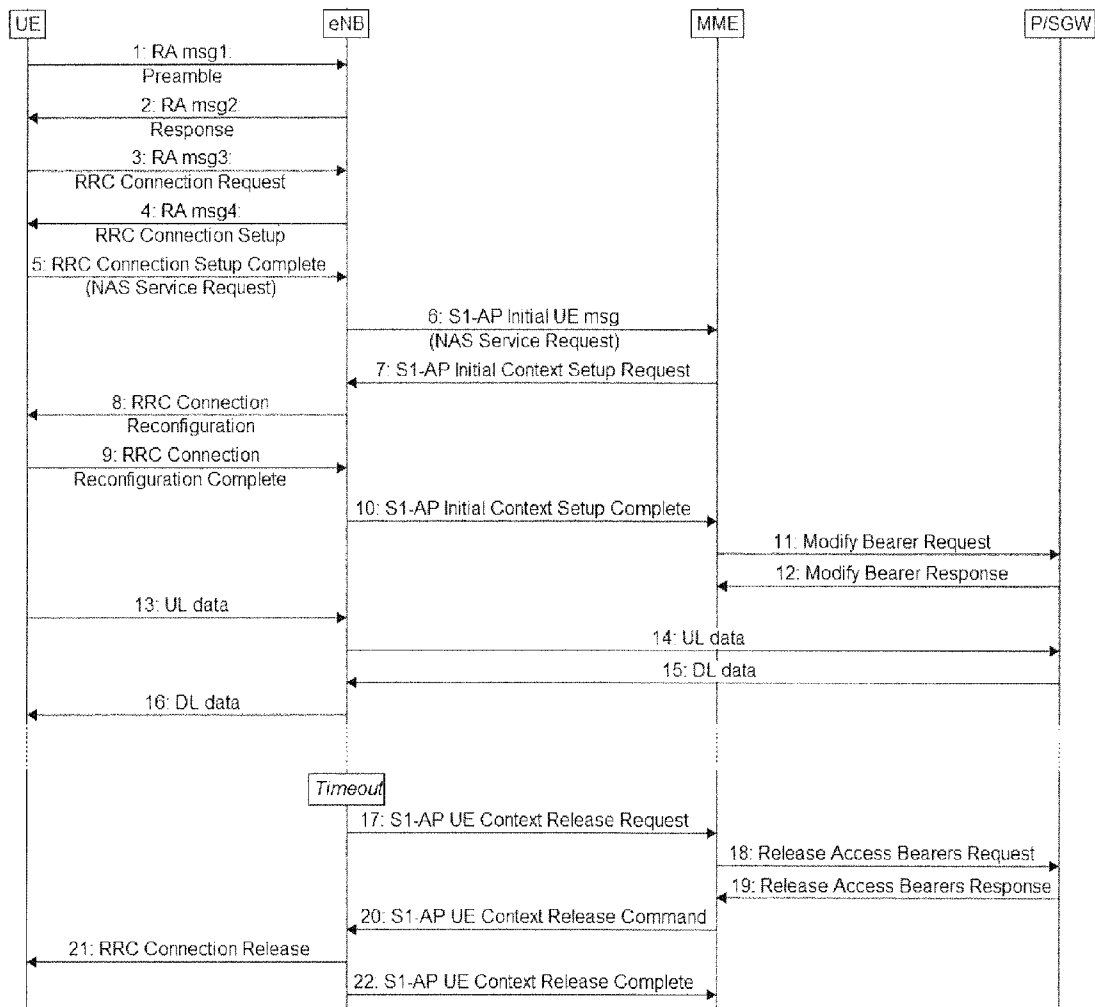 UE
eNB
MME
P/SGW
1: RA msg1:
Preamble
2: RA msg2:
Response
3: RA msg3:
RRC Connection Request
4: RA msg4:
RRC Connection Setup
5: RRC Connection Setup Complete
(NAS Service Request)
6: S1-AP Initial UE msg
(NAS Service Request)
7: S1-AP Initial Context Setup Request
8: RRC Connection
Reconfiguration
9: RRC Connection
Reconfiguration Complete
10: S1-AP Initial Context Setup Complete
11: Modify Bearer Request
12: Modify Bearer Response
13: UL data
14: UL data
15: DL data
16: DL data
Timeout
17: S1-AP UE Context Release Request
18: Release Access Bearers Request
19: Release Access Bearers Response
20: S1-AP UE Context Release Command
21: RRC Connection Release
22: S1-AP UE Context Release Complete